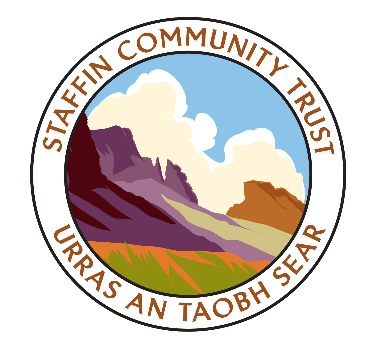 STAFFIN COMMUNITY TRUST
URRAS AN TAOBH SEAR